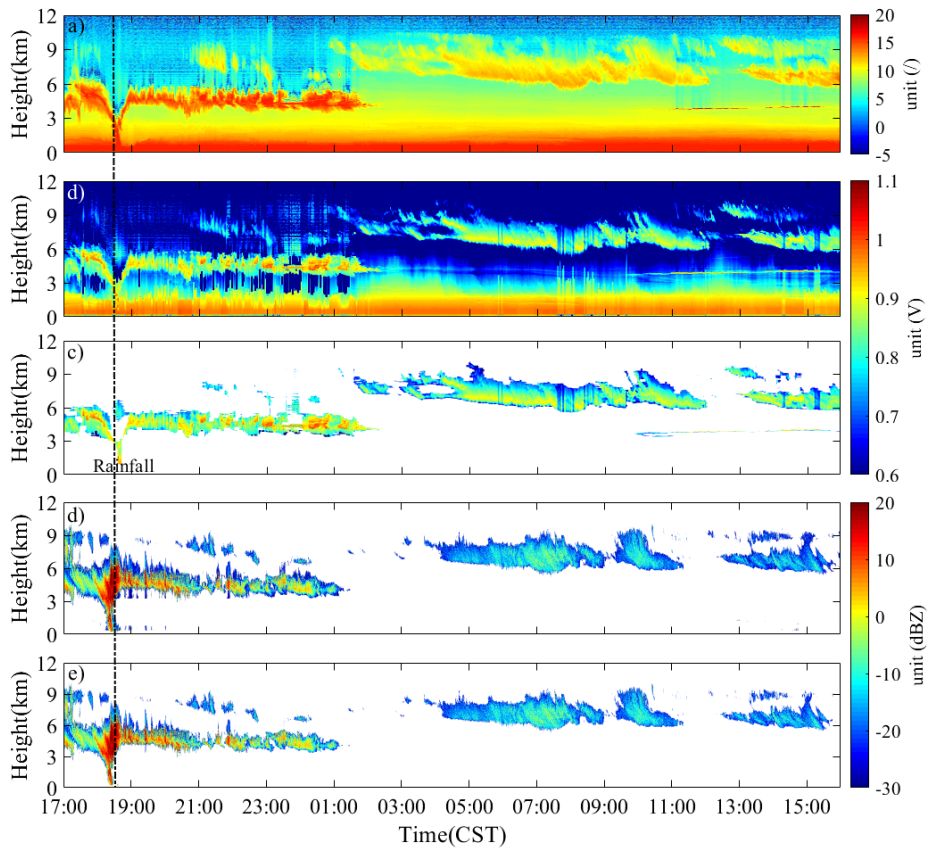 a)
Height(km)
12
9
6
3
0
20
15
10
5
0
-5
unit (/)
d)
Height(km)
12
9
6
3
0
c)
Height(km)
12
9
6
3
0
Rainfall
1.1
1
0.9
0.8
0.7
0.6
unit (V)
d)
Height(km)
12
9
6
3
0
e)
Height(km)
12
9
6
3
0
20
10
0
-10
-20
-30
unit (dBZ)
17:00 19:00 21:00 23:00 01:00 03:00 05:00 07:00 09:00 11:00 13:00 15:00
Time(CST)